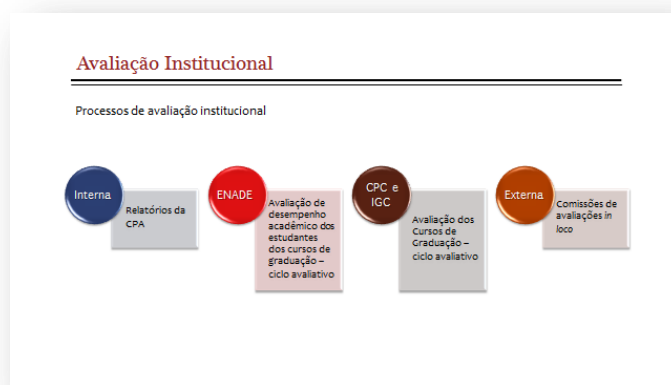 Avaliação Institucional
Processos de avaliação institucional
Interna
Relatórios da
CPA
ENADE
Avaliação de
desempenho
acadêmico dos
estudantes
dos cursos de
graduação –
ciclo avaliativo
CPC e
IGC
Avaliação dos
Cursos de
Graduação –
ciclo avaliativo
Externa
Comissões de
avaliações in
loco